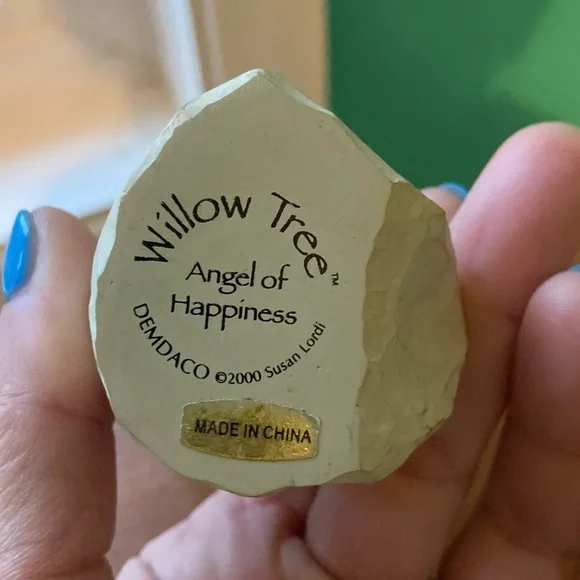 Willow Tree™
Angel of
Happiness
DEMDACO ©2000 Susan Lordi
MADE IN CHINA